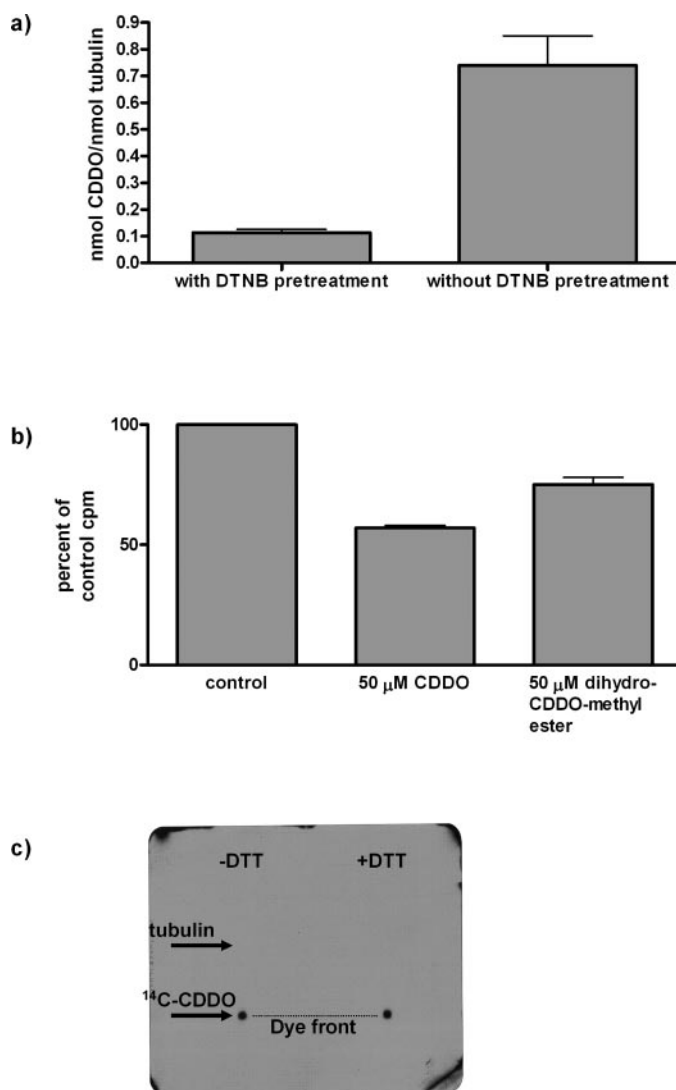 a)
nmol CDDO/nmol tubulin
0.9
0.8
0.7
0.6
0.5
0.4
0.3
0.2
0.1
0.0
with DTNB pretreatment
without DTNB pretreatment
b)
percent of
control cpm
100
50
0
control
50 μM CDDO
50 μM dihydro-
CDDO-methyl
ester
c)
-DTT
+DTT
tubulin
14C-CDDO
Dye front